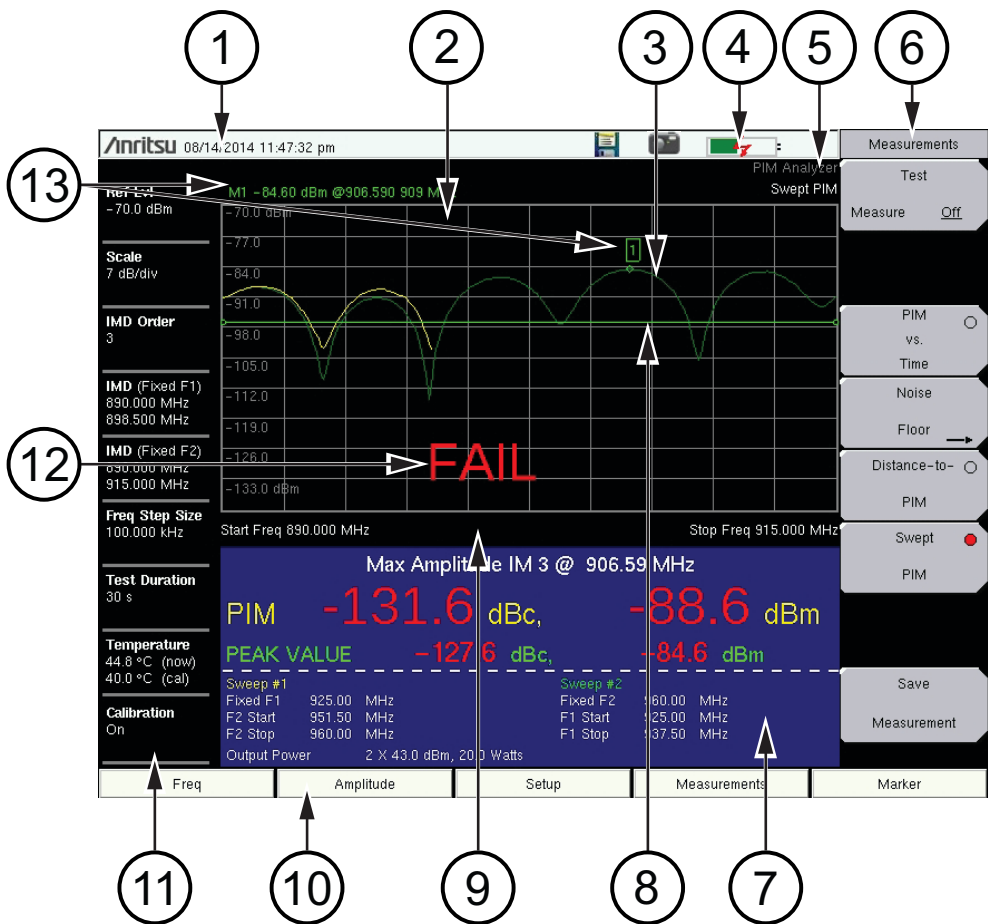 1 2 3 4 5 6
Anritsu 08/14/2014 11:47:32 pm
Measurements
PIM Analyzer
13
M1 -84.60 dBm @906.590 909 M
Swept PIM
Ref Lvl
-70.0 dBm
Scale
7 dB/div
IMD Order
3
IMD (Fixed F1)
890.000 MHz
898.500 MHz
12
IMD (Fixed F2)
890.000 MHz
915.000 MHz
Freq Step Size
100.000 kHz
Test Duration
30 s
Temperature
44.8 °C (now)
40.0 °C (cal)
Calibration
On
-70.0 dBm
-77.0
-84.0
-91.0
-98.0
-105.0
-112.0
-119.0
-126.0
-133.0 dBm
1
FAIL
Start Freq 890.000 MHz
Stop Freq 915.000 MHz
Max Amplitude IM 3 @ 906.59 MHz
PIM -131.6 dBc, -88.6 dBm
PEAK VALUE -127.6 dBc, -84.6 dBm
Sweep #1
Fixed F1 925.00 MHz
F2 Start 951.50 MHz
F2 Stop 960.00 MHz
Sweep #2
Fixed F2 960.00 MHz
F1 Start 925.00 MHz
F1 Stop 937.50 MHz
Output Power 2 X 43.0 dBm, 20.0 Watts
Test
Measure Off
PIM
vs.
Time
Noise
Floor
Distance-to-
PIM
Swept
PIM
Save
Measurement
Freq Amplitude Setup Measurements Marker
11 10 9 8 7